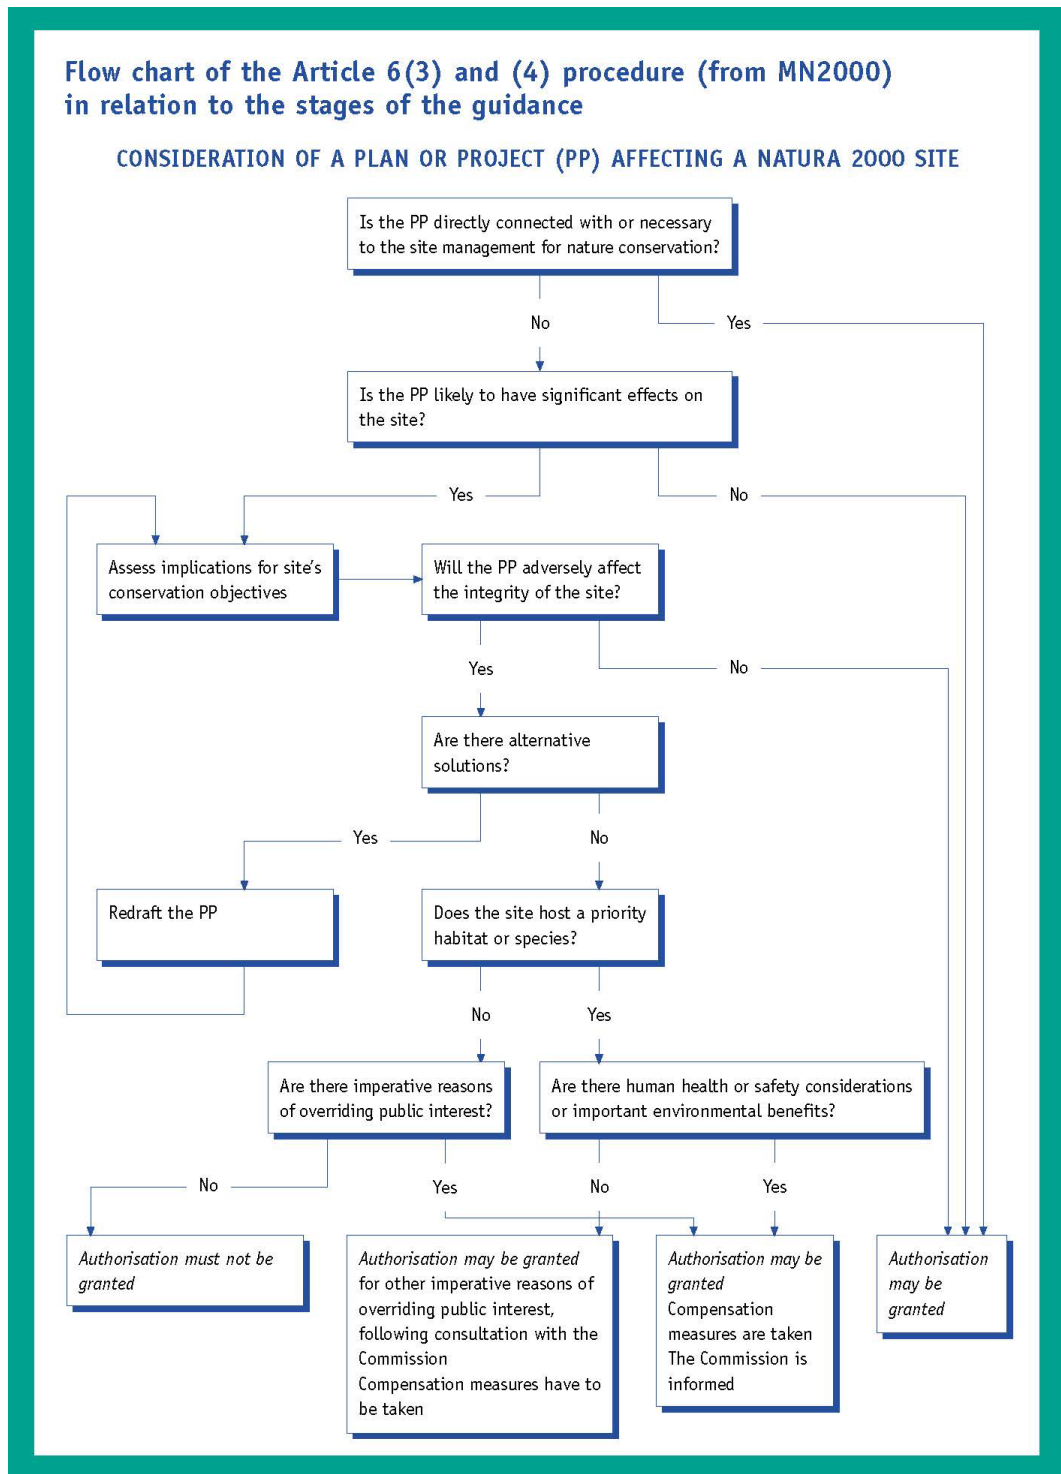 Flow chart of the Article 6(3) and (4) procedure (from MN2000)
in relation to the stages of the guidance
CONSIDERATION OF A PLAN OR PROJECT (PP) AFFECTING A NATURA 2000 SITE
Is the PP directly connected with or necessary
to the site management for nature conservation?
No
Yes
Is the PP likely to have significant effects on
the site?
Yes
No
Assess implications for site's
conservation objectives
Will the PP adversely affect
the integrity of the site?
Yes
No
Are there alternative
solutions?
Yes
No
Redraft the PP
Does the site host a priority
habitat or species?
No
Yes
Are there imperative reasons
of overriding public interest?
Are there human health or safety considerations
or important environmental benefits?
No
Yes
No
Yes
Authorisation must not be
granted
Authorisation may be granted
for other imperative reasons of
overriding public interest,
following consultation with the
Commission
Compensation measures have to
be taken
Authorisation may be
granted
Compensation
measures are taken
The Commission is
informed
Authorisation
may be
granted